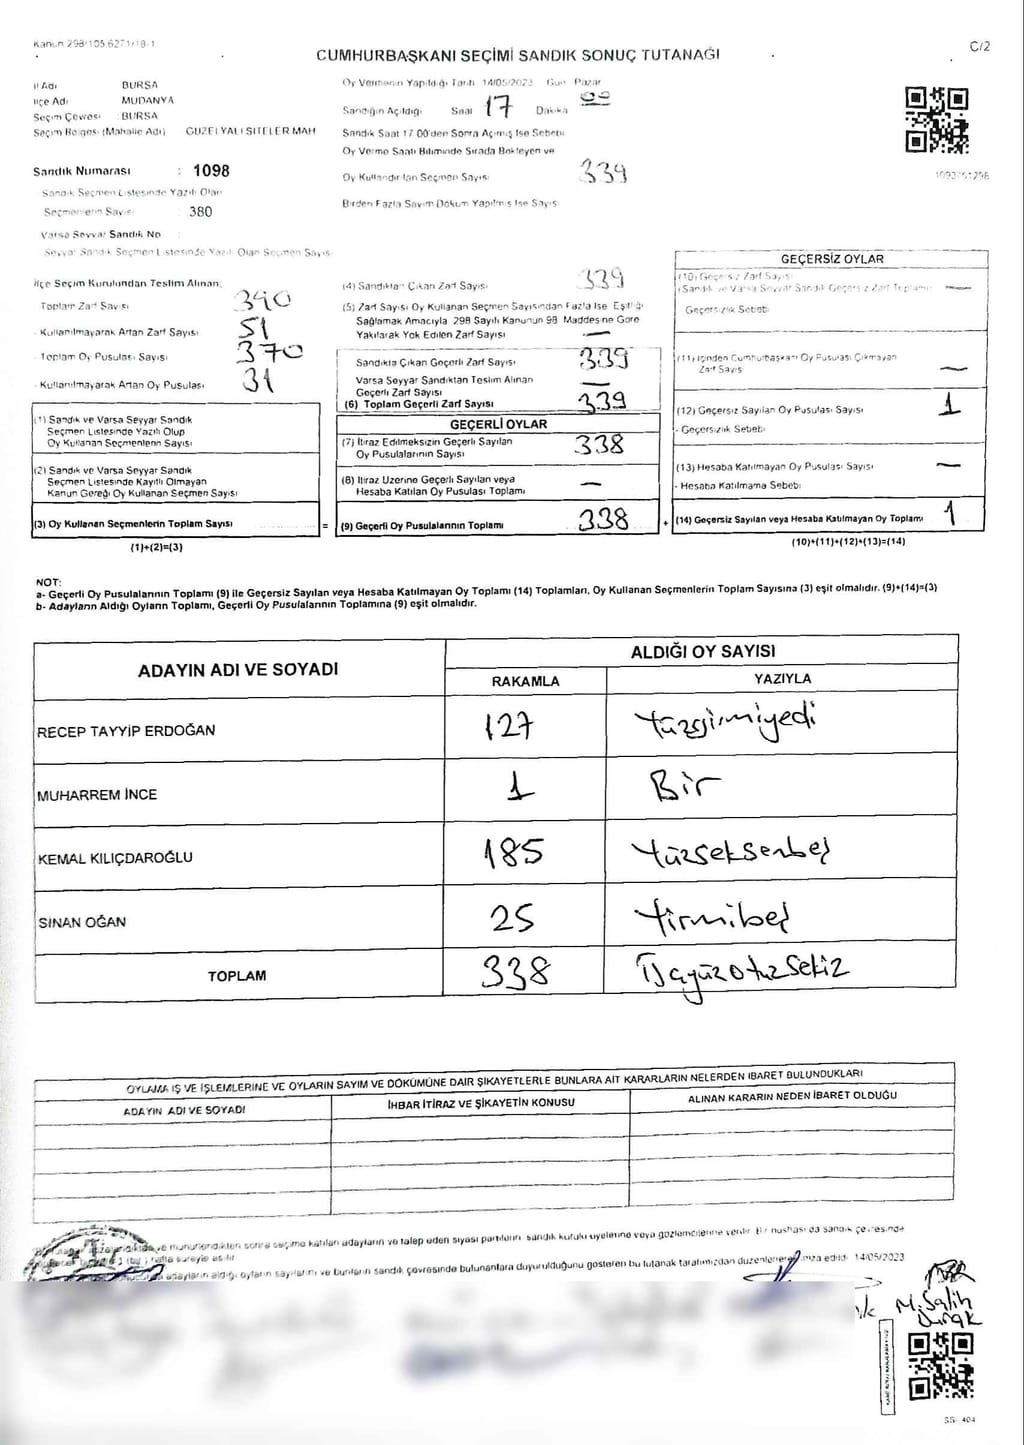 Kanun 298/105 6271/18-1
C/2
CUMHURBAŞKANI SEÇİMİ SANDIK SONUÇ TUTANAĞI
İl Adı BURSA
İlçe Adı MUDANYA
Seçim Çevresi : BURSA
Seçim Bölgesi (Mahalle Adı) GÜZELYALI SİTELER MAH
Sandık Numarası : 1098
Sandık Seçmen Listesinde Yazılı Olan
Seçmenlerin Sayısı : 380
Varsa Seyyar Sandık No :
Seyyar Sandık Seçmen Listesinde Yazılı Olan Seçmen Sayısı
Oy Vermenin Yapıldığı Tarih 14/05/2023 Gün Pazar
Sandığın Açıldığı Saat 17 Dakika 00
Sandık Saat 17 00'den Sonra Açılmış İse Sebebi
Oy Verme Saati Bitiminde Sırada Bekleyen ve
Oy Kullandırılan Seçmen Sayısı 339
Birden Fazla Sayım Döküm Yapılmış İse Sayısı
İlçe Seçim Kurulundan Teslim Alınan;
Toplam Zarf Sayısı 390
- Kullanılmayarak Artan Zarf Sayısı 51
- Toplam Oy Pusulası Sayısı 370
- Kullanılmayarak Artan Oy Pusulası 31
(1) Sandık ve Varsa Seyyar Sandık
Seçmen Listesinde Yazılı Olup
Oy Kullanan Seçmenlerin Sayısı
(2) Sandık ve Varsa Seyyar Sandık
Seçmen Listesinde Kayıtlı Olmayan
Kanun Gereği Oy Kullanan Seçmen Sayısı
(3) Oy Kullanan Seçmenlerin Toplam Sayısı =
(1)+(2)=(3)
(4) Sandıktan Çıkan Zarf Sayısı 339
(5) Zarf Sayısı Oy Kullanan Seçmen Sayısından Fazla İse Eşitliği
Sağlamak Amacıyla 298 Sayılı Kanunun 98 Maddesine Göre
Yakılarak Yok Edilen Zarf Sayısı —
Sandıkta Çıkan Geçerli Zarf Sayısı 339
Varsa Seyyar Sandıktan Teslim Alınan
Geçerli Zarf Sayısı —
(6) Toplam Geçerli Zarf Sayısı 339
GEÇERLİ OYLAR
(7) İtiraz Edilmeksizin Geçerli Sayılan
Oy Pusulalarının Sayısı 338
(8) İtiraz Üzerine Geçerli Sayılan veya
Hesaba Katılan Oy Pusulası Toplamı —
(9) Geçerli Oy Pusulalarının Toplamı 338 +
GEÇERSİZ OYLAR
(10) Geçersiz Zarf Sayısı
(Sandık ve Varsa Seyyar Sandık Geçersiz Zarf Toplamı) —
Geçersizlik Sebebi
(11) İçinden Cumhurbaşkanı Oy Pusulası Çıkmayan
Zarf Sayısı —
(12) Geçersiz Sayılan Oy Pusulası Sayısı 1
- Geçersizlik Sebebi
(13) Hesaba Katılmayan Oy Pusulası Sayısı —
- Hesaba Katılmama Sebebi
(14) Geçersiz Sayılan veya Hesaba Katılmayan Oy Toplamı 1
(10)+(11)+(12)+(13)=(14)
NOT:
a- Geçerli Oy Pusulalarının Toplamı (9) ile Geçersiz Sayılan veya Hesaba Katılmayan Oy Toplamı (14) Toplamları, Oy Kullanan Seçmenlerin Toplam Sayısına (3) eşit olmalıdır. (9)+(14)=(3)
b- Adayların Aldığı Oyların Toplamı, Geçerli Oy Pusulalarının Toplamına (9) eşit olmalıdır.
ADAYIN ADI VE SOYADI
ALDIĞI OY SAYISI
RAKAMLA YAZIYLA
RECEP TAYYİP ERDOĞAN 127 Yüzyirmiyedi
MUHARREM İNCE 1 Bir
KEMAL KILIÇDAROĞLU 185 Yüzseksenbeş
SİNAN OĞAN 25 Yirmibeş
TOPLAM 338 Üçyüzotuzsekiz
OYLAMA İŞ VE İŞLEMLERİNE VE OYLARIN SAYIM VE DÖKÜMÜNE DAİR ŞİKAYETLERLE BUNLARA AİT KARARLARIN NELERDEN İBARET BULUNDUKLARI
ADAYIN ADI VE SOYADI İHBAR İTİRAZ VE ŞİKAYETİN KONUSU ALINAN KARARIN NEDEN İBARET OLDUĞU
ve mühürlendikten sonra seçime katılan adayların ve talep eden siyasi partilerin sandık kurulu üyelerine veya gözlemcilerine verilir. Bir nüshası da sandık çevresinde
hafta süreyle asılır
adayların aldığı oyların sayılarını ve bunların sandık çevresinde bulunanlara duyurulduğunu gösteren bu tutanak tarafımızdan düzenlenerek imza edildi 14/05/2023
M. Salih
Durak